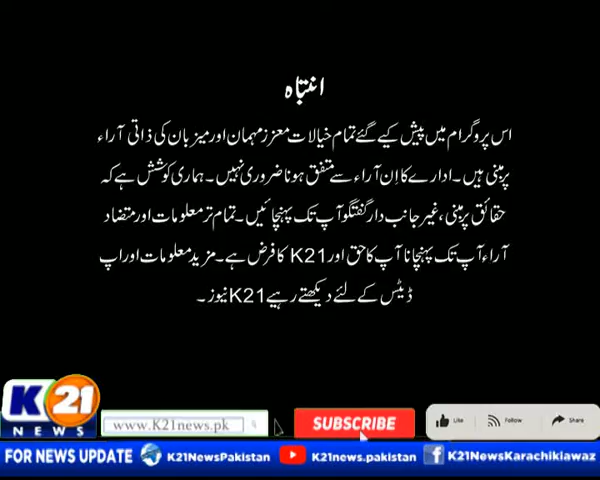 انتباہ
اس پروگرام میں پیش کیے گئے تمام خیالات معزز مہمان اور میزبان کی ذاتی آراء
پر مبنی ہیں۔ ادارے کا اِن آراء سے متفق ہونا ضروری نہیں۔ ہماری کوشش ہے کہ
حقائق پر مبنی، غیر جانب دار گفتگو آپ تک پہنچائیں۔ تمام تر معلومات اور متضاد
آراء آپ تک پہنچانا آپ کا حق اور K21 کا فرض ہے۔ مزید معلومات اور اپ
ڈیٹس کے لئے دیکھتے رہیے K21 نیوز۔
K21
NEWS
www.K21news.pk
SUBSCRIBE
Like
Follow
Share
FOR NEWS UPDATE
K21NewsPakistan
K21news.pakistan
K21NewsKarachikiawaz